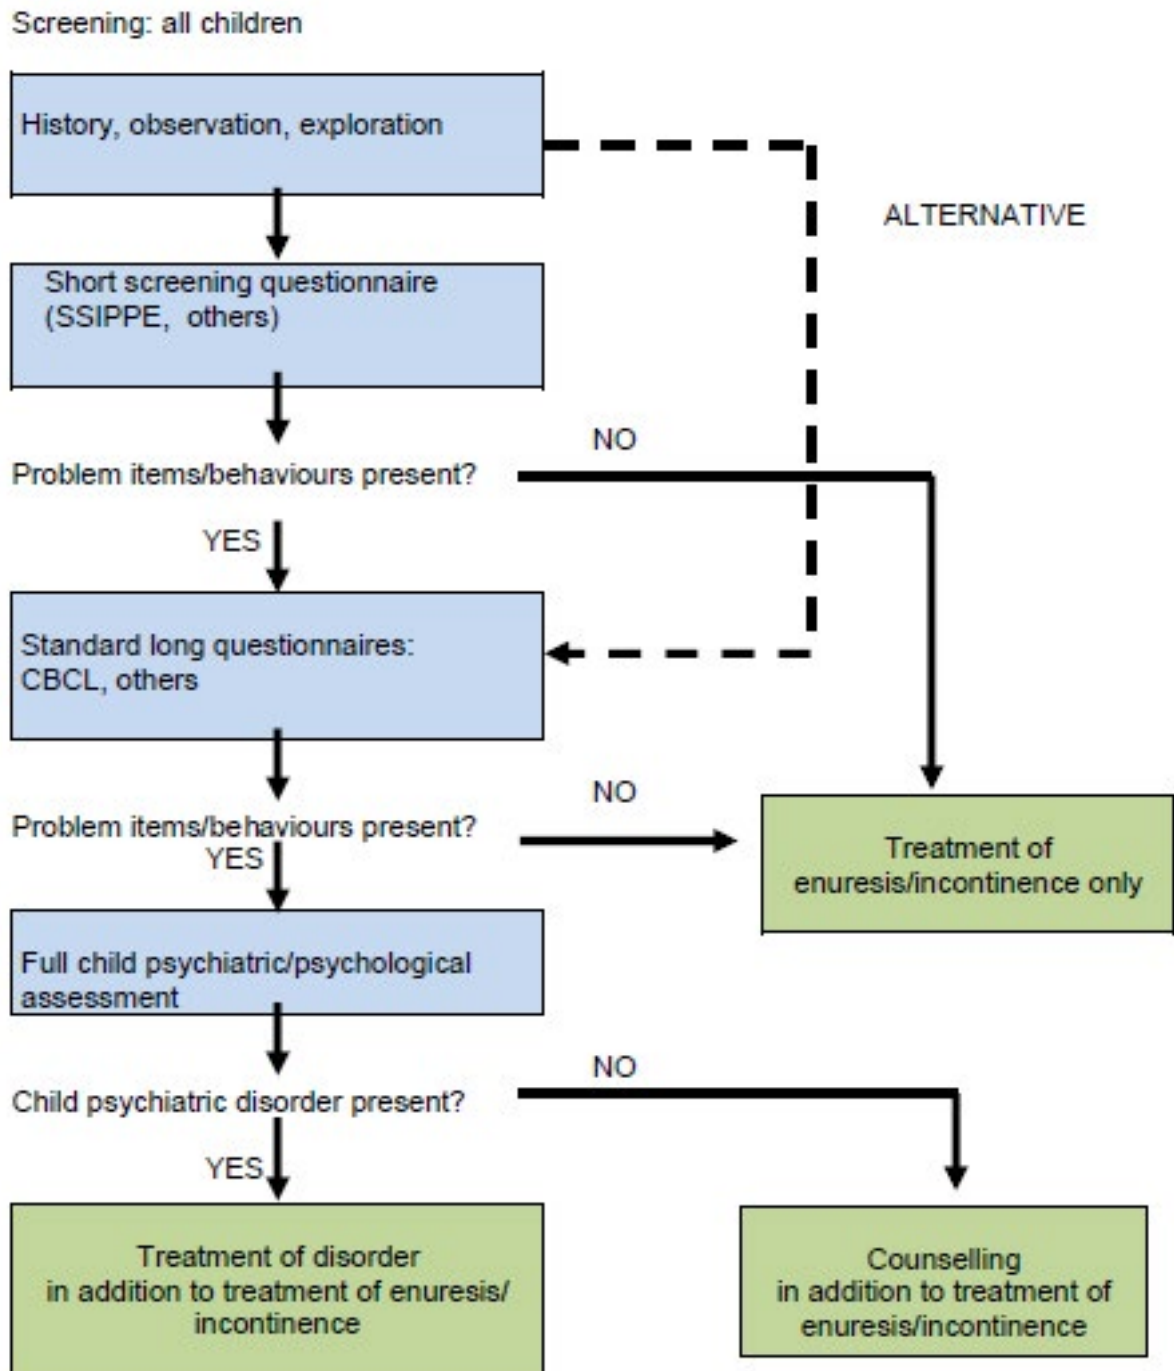 Screening: all children
History, observation, exploration
ALTERNATIVE
Short screening questionnaire
(SSIPPE, others)
NO
Problem items/behaviours present?
YES
Standard long questionnaires:
CBCL, others
NO
Problem items/behaviours present?
YES
Treatment of
enuresis/incontinence only
Full child psychiatric/psychological
assessment
NO
Child psychiatric disorder present?
YES
Treatment of disorder
in addition to treatment of enuresis/
incontinence
Counselling
in addition to treatment of
enuresis/incontinence